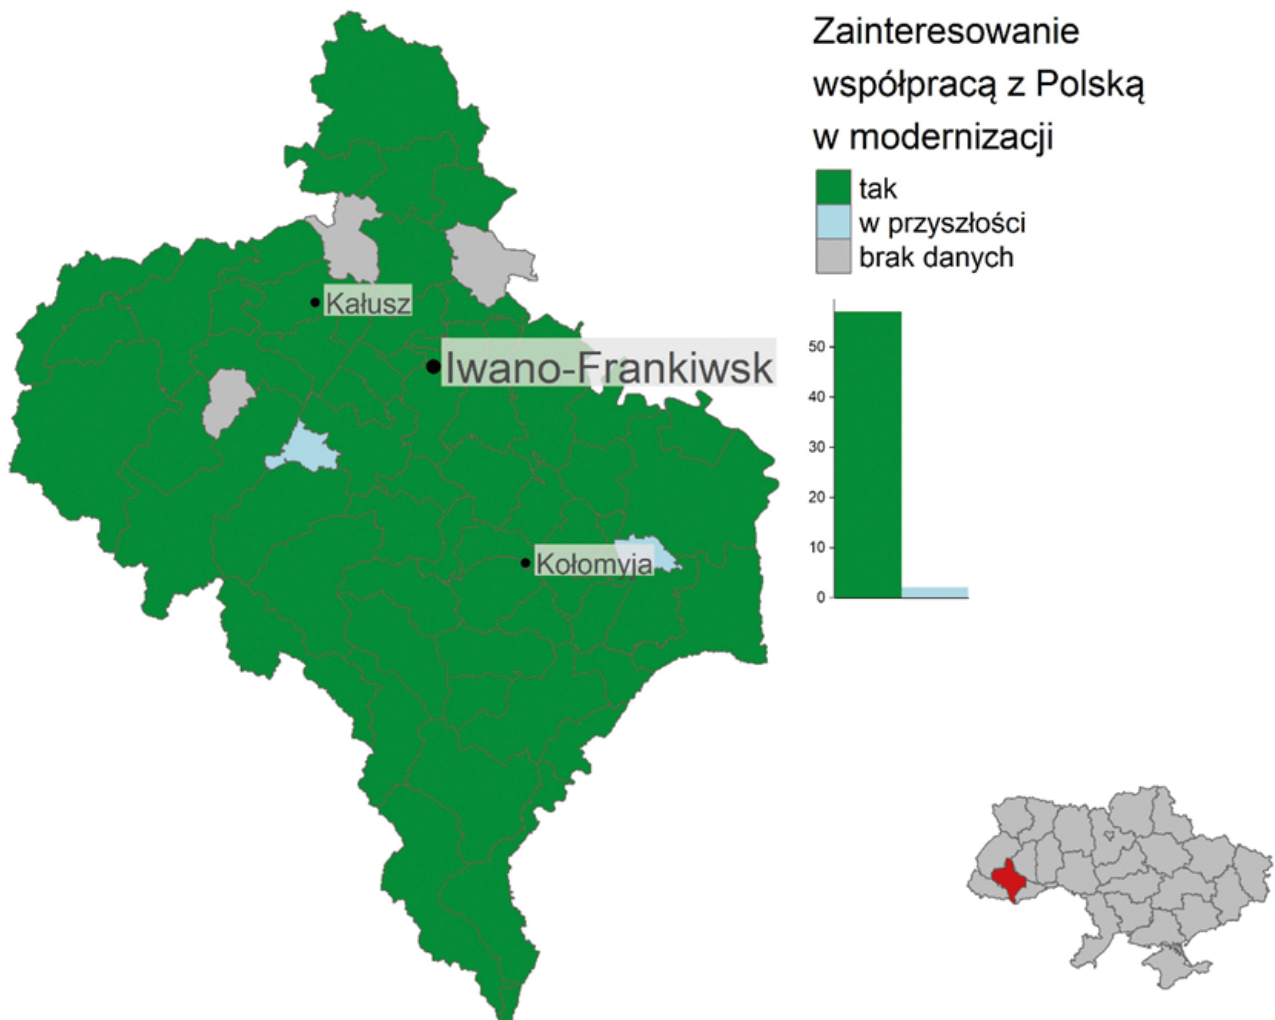 Zainteresowanie
współpracą z Polską
w modernizacji
tak
w przyszłości
brak danych
Kałusz
Iwano-Frankiwsk
Kołomyja
50
40
30
20
10
0